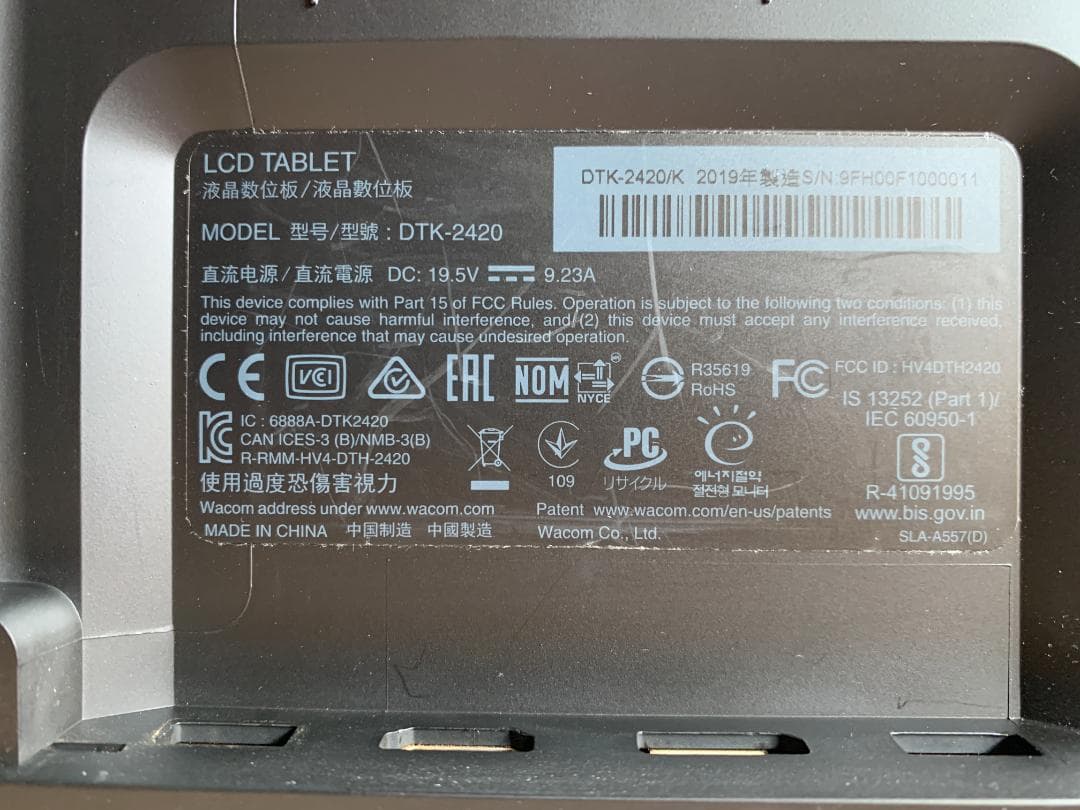 LCD TABLET
液晶数位板/液晶數位板
MODEL 型号/型號 : DTK-2420
DTK-2420/K 2019年製造 S/N:9FH00F1000011
直流电源 / 直流電源 DC: 19.5V 9.23A
This device complies with Part 15 of FCC Rules. Operation is subject to the following two conditions: (1) this
device may not cause harmful interference, and (2) this device must accept any interference received,
including interference that may cause undesired operation.
CE VCI EAC NOM NYCE R35619
RoHS
FC FCC ID : HV4DTH2420
IS 13252 (Part 1)/
IEC 60950-1
IC : 6888A-DTK2420
CAN ICES-3 (B)/NMB-3(B)
R-RMM-HV4-DTH-2420
使用過度恐傷害視力
109
PC
リサイクル
에너지절약
절전형 모니터
R-41091995
www.bis.gov.in
Wacom address under www.wacom.com
Patent www.wacom.com/en-us/patents
MADE IN CHINA 中国制造 中國製造
Wacom Co., Ltd.
SLA-A557(D)